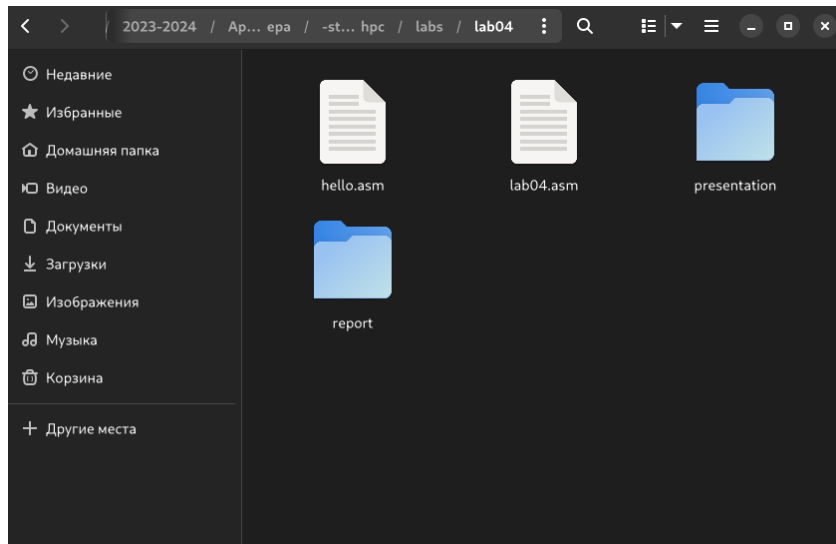 / 2023-2024 / Ap... ера / -st... hpc / labs / lab04
Недавние
Избранные
Домашняя папка
Видео
Документы
Загрузки
Изображения
Музыка
Корзина
Другие места
hello.asm
lab04.asm
presentation
report